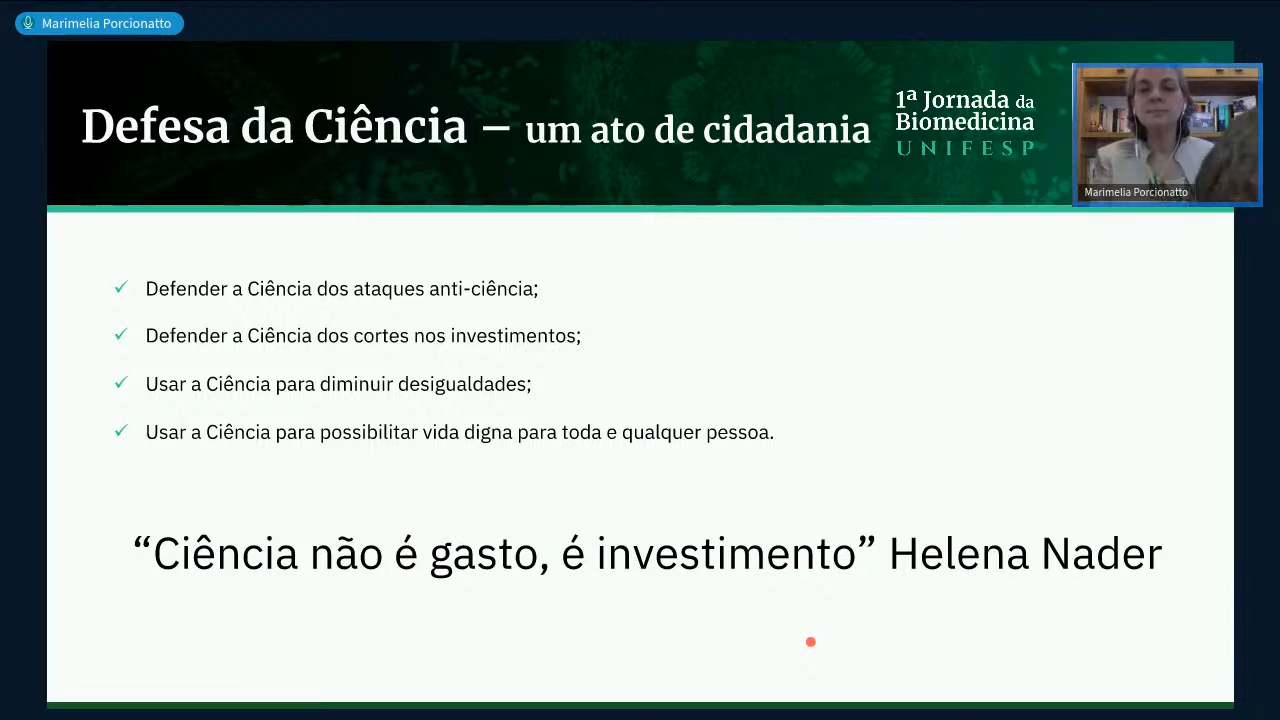 Marimelia Porcionatto
Defesa da Ciência – um ato de cidadania
1ª Jornada da
Biomedicina
UNIFESP
Marimelia Porcionatto
✓ Defender a Ciência dos ataques anti-ciência;
✓ Defender a Ciência dos cortes nos investimentos;
✓ Usar a Ciência para diminuir desigualdades;
✓ Usar a Ciência para possibilitar vida digna para toda e qualquer pessoa.
“Ciência não é gasto, é investimento” Helena Nader